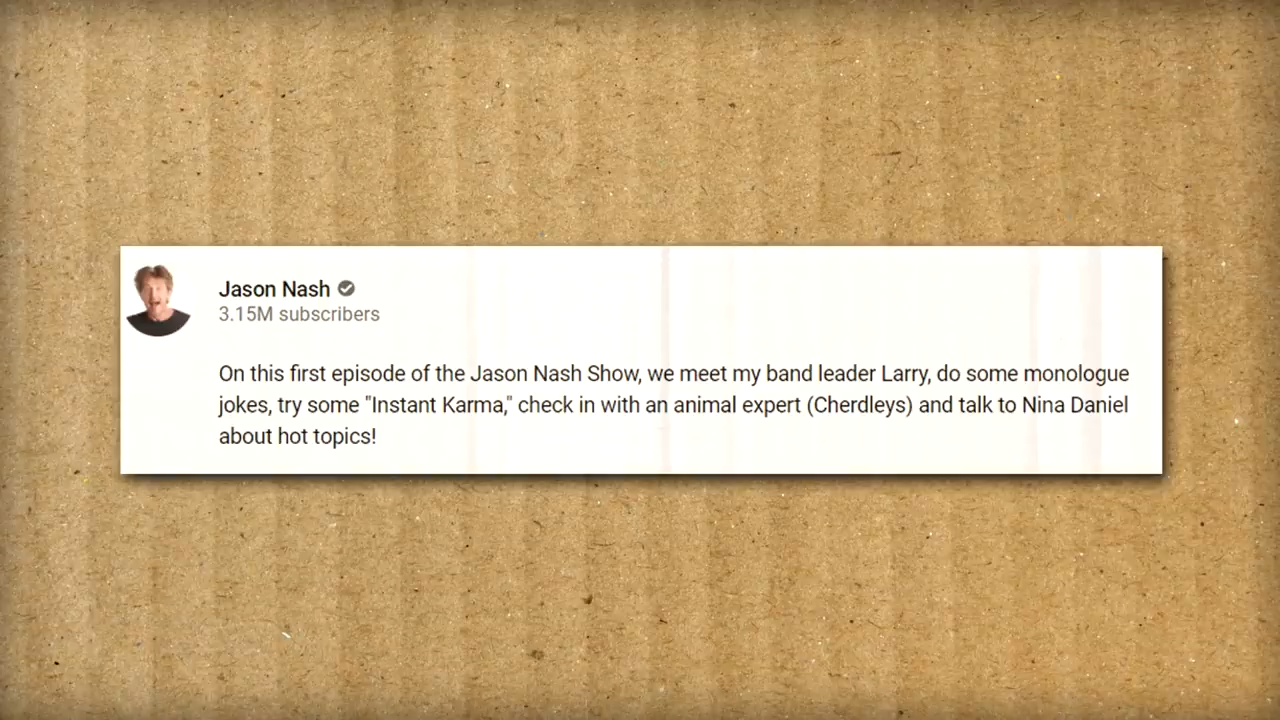 Jason Nash
3.15M subscribers
On this first episode of the Jason Nash Show, we meet my band leader Larry, do some monologue
jokes, try some "Instant Karma," check in with an animal expert (Cherdleys) and talk to Nina Daniel
about hot topics!